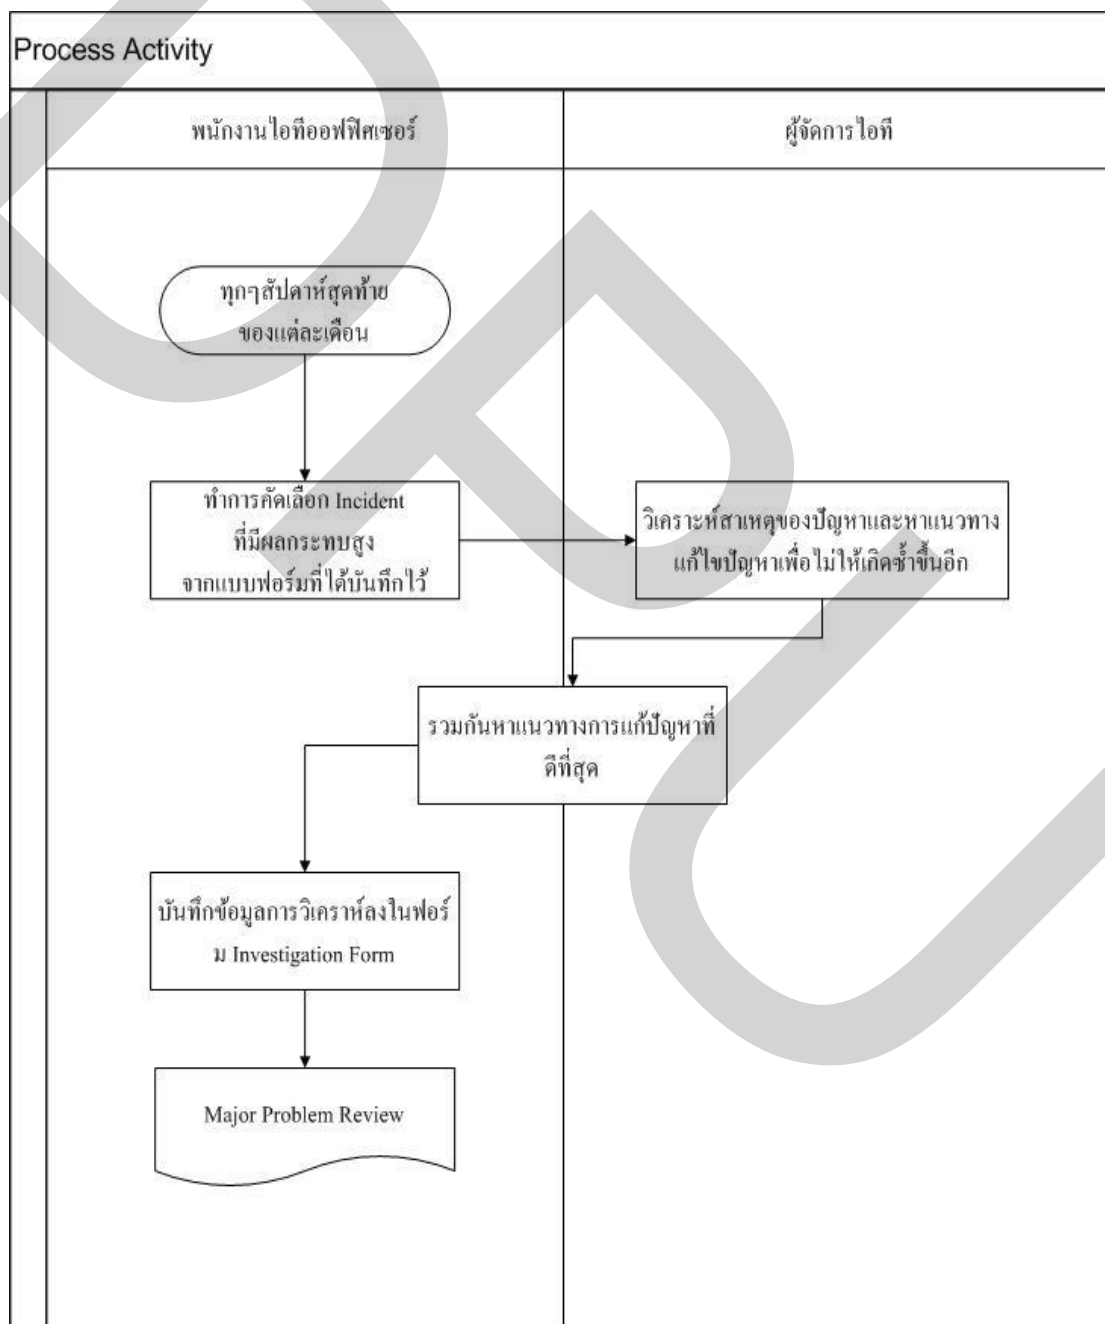 Process Activity
พนักงานไอทีออฟฟิศเซอร์
ผู้จัดการไอที
ทุกๆสัปดาห์สุดท้าย
ของแต่ละเดือน
ทำการคัดเลือก Incident
ที่มีผลกระทบสูง
จากแบบฟอร์มที่ได้บันทึกไว้
วิเคราะห์สาเหตุของปัญหาและหาแนวทาง
แก้ไขปัญหาเพื่อไม่ให้เกิดซ้ำขึ้นอีก
รวมกันหาแนวทางการแก้ปัญหาที่
ดีที่สุด
บันทึกข้อมูลการวิเคราห์ลงในฟอร์
ม Investigation Form
Major Problem Review
DPU